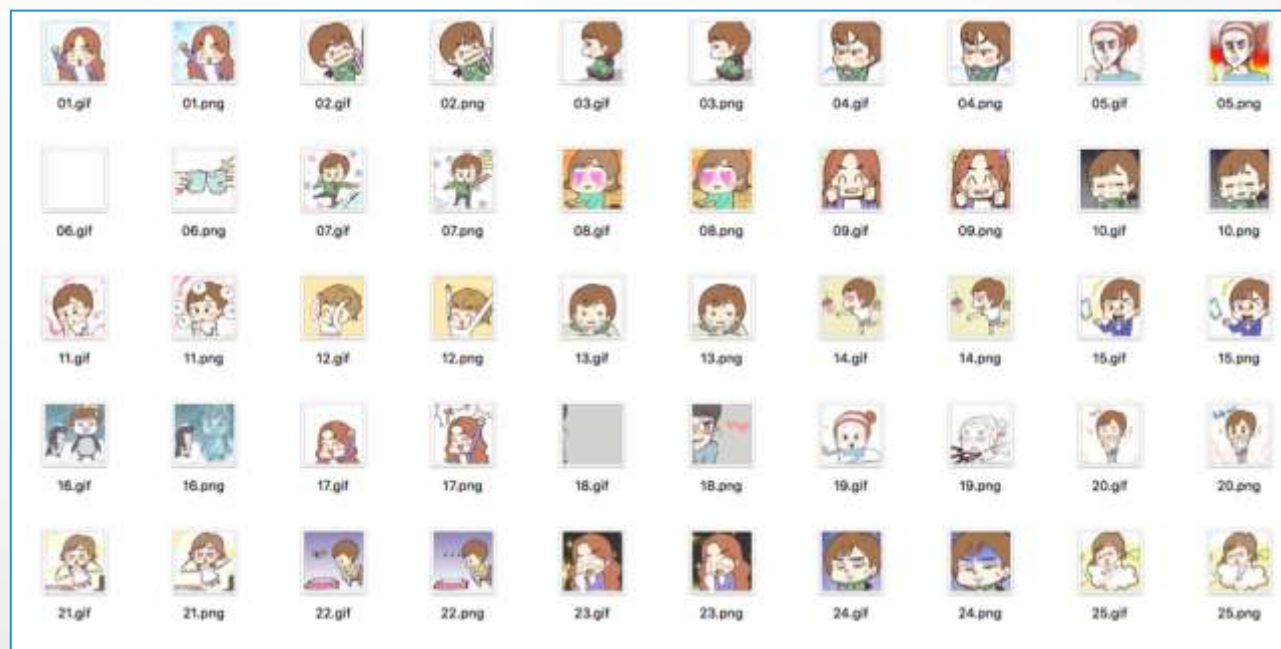 01.gif 01.png 02.gif 02.png 03.gif 03.png 04.gif 04.png 05.gif 05.png
06.gif 06.png 07.gif 07.png 08.gif 08.png 09.gif 09.png 10.gif 10.png
11.gif 11.png 12.gif 12.png 13.gif 13.png 14.gif 14.png 15.gif 15.png
16.gif 16.png 17.gif 17.png 18.gif 18.png 19.gif 19.png 20.gif 20.png
21.gif 21.png 22.gif 22.png 23.gif 23.png 24.gif 24.png 25.gif 25.png